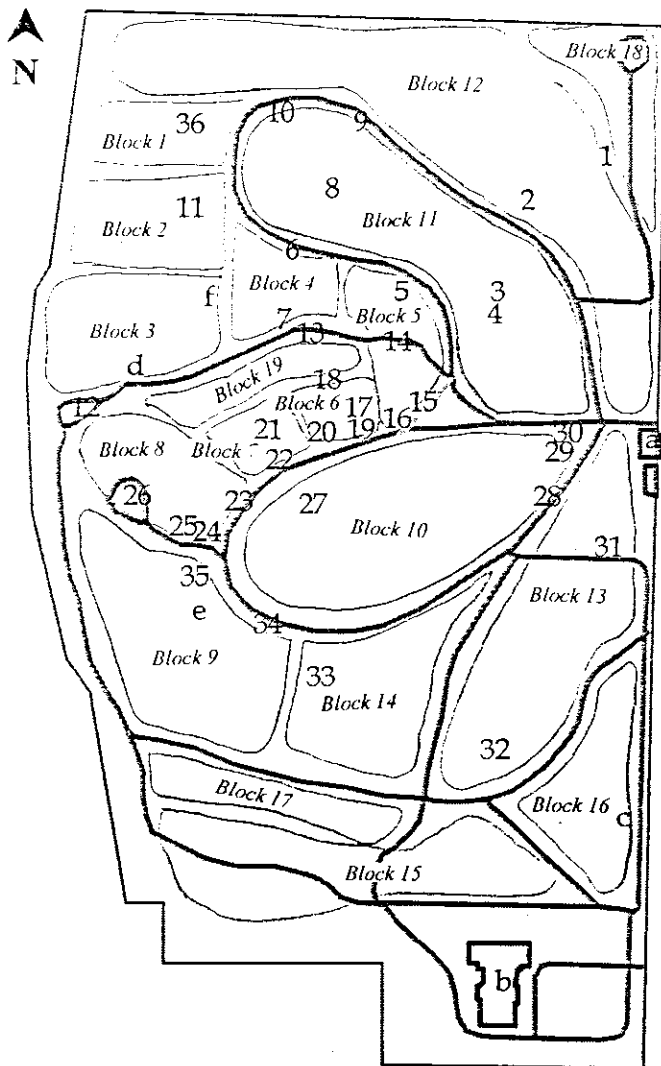 N
Block 18
Block 12
10
9
36
Block 1
1
8
2
11
Block 2
Block 11
6
f
Block 4
5
3
4
Block 3
7
Block 5
13
14
d
Block 19
18
Block 6
17
15
12
16
21
20
19
30
a
Block 8
Block
22
29
26
23
27
28
25
24
Block 10
31
35
e
Block 13
34
Block 9
33
Block 14
32
Block 17
Block 16
c
Block 15
b